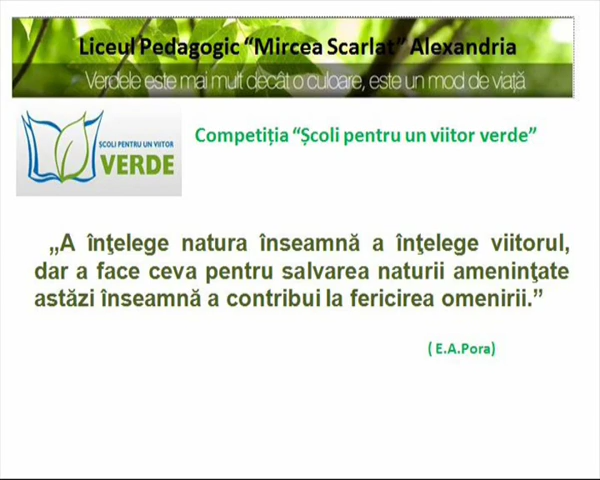 Liceul Pedagogic “Mircea Scarlat” Alexandria
Verdele este mai mult decât o culoare, este un mod de viață
ȘCOLI PENTRU UN VIITOR
VERDE
Competiția “Școli pentru un viitor verde”
„A înţelege natura înseamnă a înţelege viitorul,
dar a face ceva pentru salvarea naturii ameninţate
astăzi înseamnă a contribui la fericirea omenirii.”
( E.A.Pora)